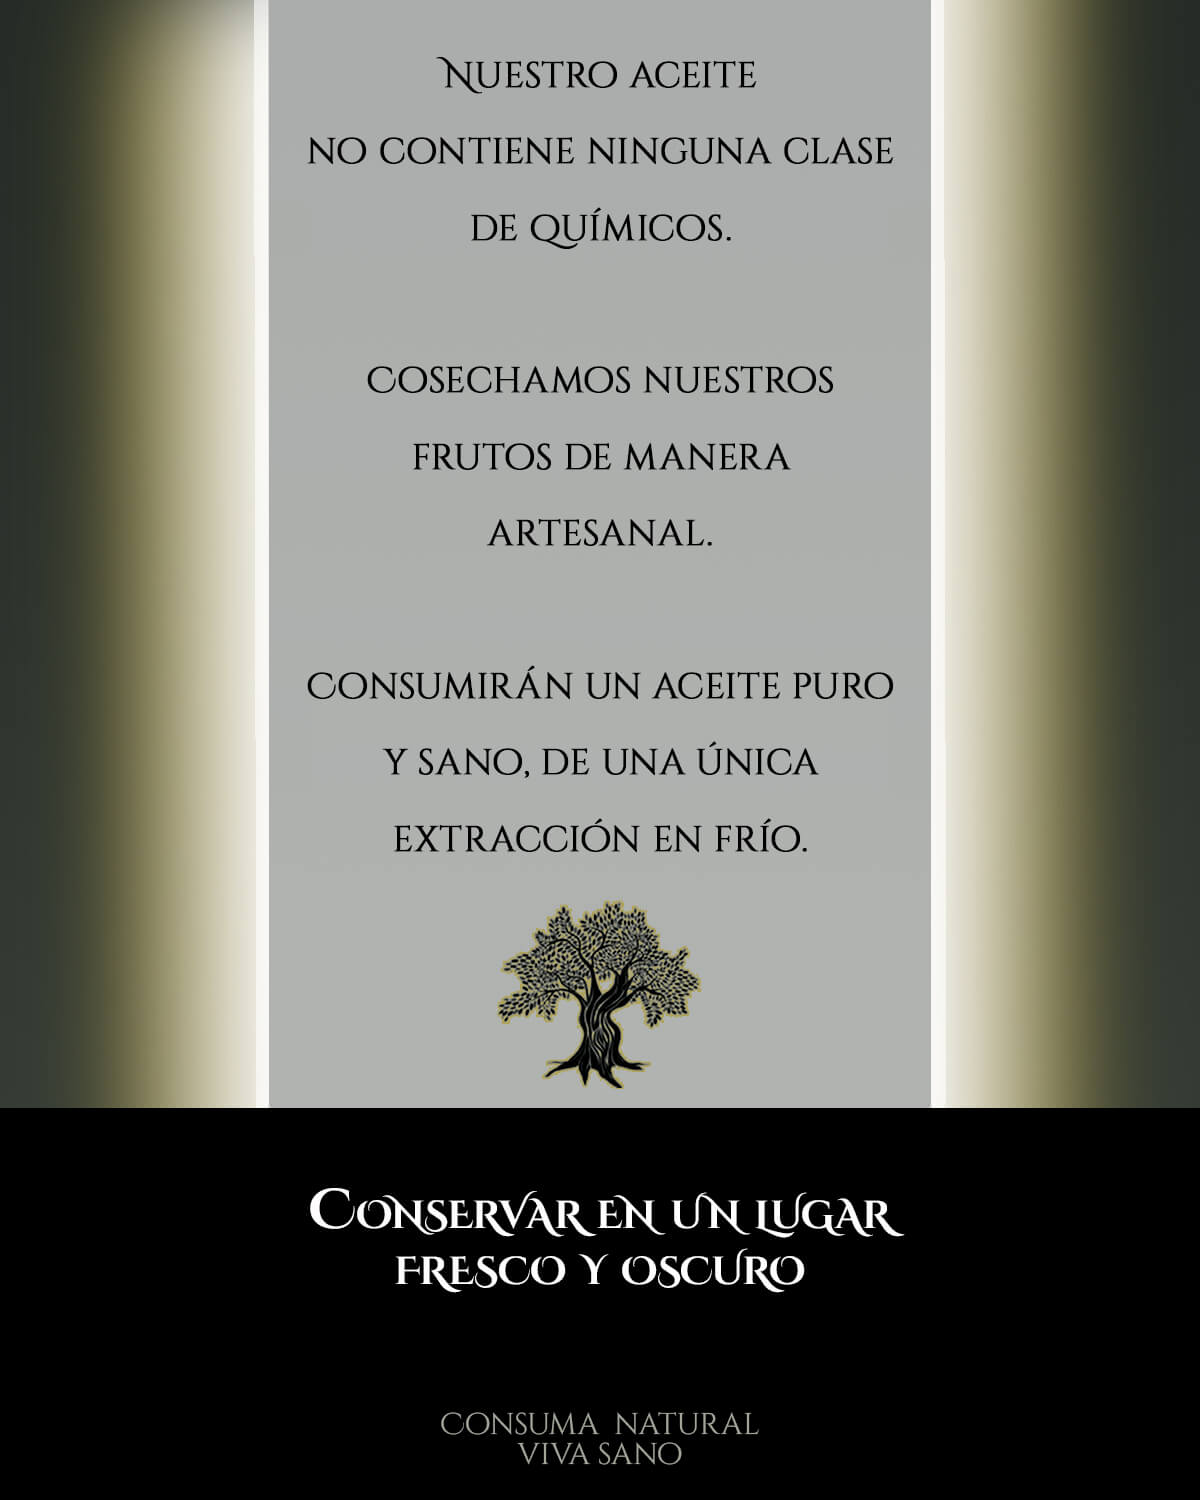 Nuestro aceite
no contiene ninguna clase
de químicos.
Cosechamos nuestros
frutos de manera
artesanal.
Consumirán un aceite puro
y sano, de una única
extracción en frío.
Conservar en un lugar
fresco y oscuro
Consuma natural
viva sano